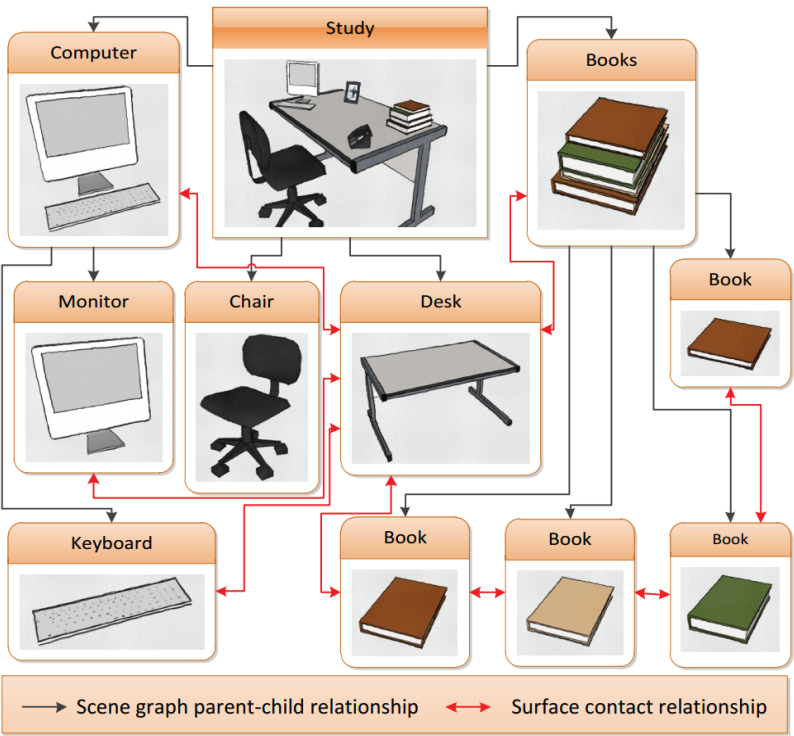 Study
Computer
Books
Monitor
Chair
Desk
Book
Keyboard
Book
Book
Book
Scene graph parent-child relationship
Surface contact relationship